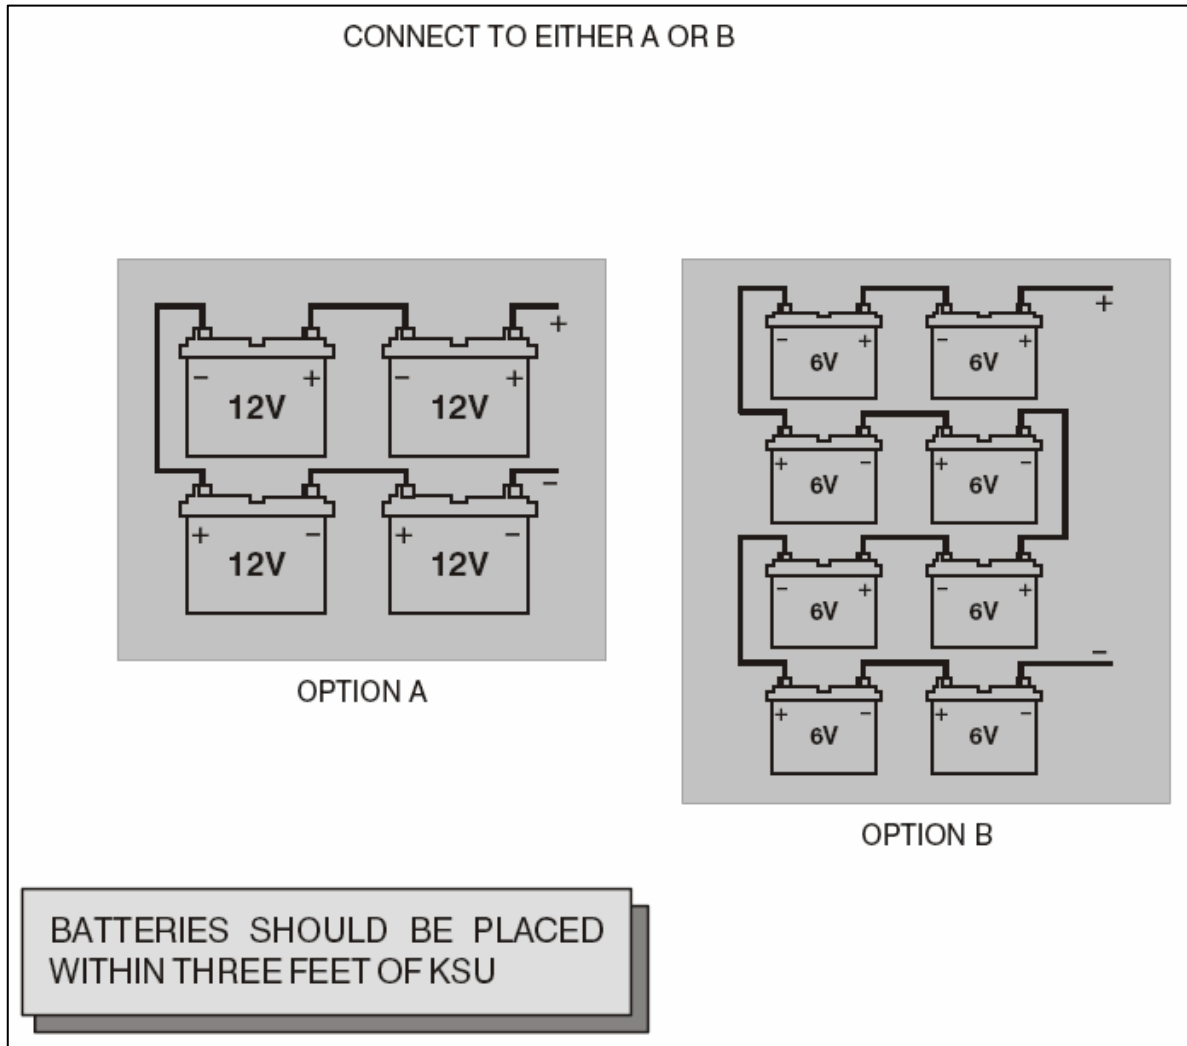 CONNECT TO EITHER A OR B
+
- + - +
12V 12V
-
+ - + -
12V 12V
OPTION A
+
- + - +
6V 6V
+ - + -
6V 6V
- + - +
6V 6V
-
+ - + -
6V 6V
OPTION B
BATTERIES SHOULD BE PLACED
WITHIN THREE FEET OF KSU